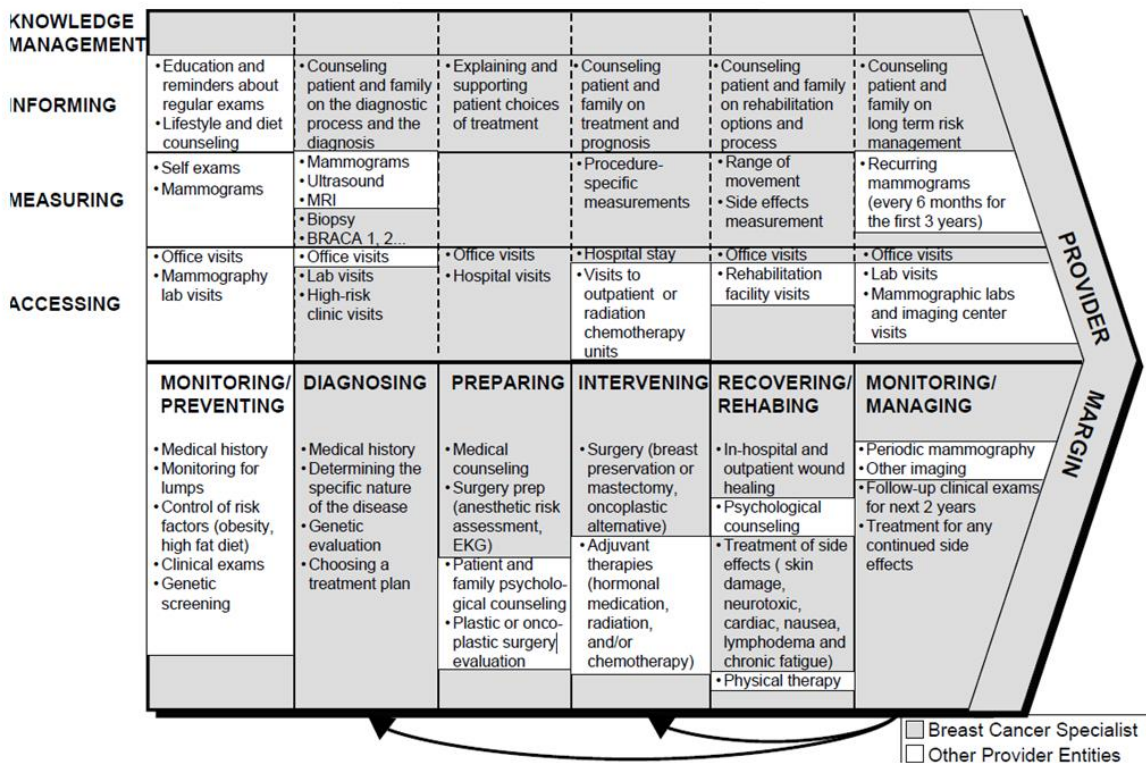 KNOWLEDGE
MANAGEMENT
INFORMING
• Education and
reminders about
regular exams
• Lifestyle and diet
counseling
• Counseling
patient and family
on the diagnostic
process and the
diagnosis
• Explaining and
supporting
patient choices
of treatment
• Counseling
patient and
family on
treatment and
prognosis
• Counseling
patient and family
on rehabilitation
options and
process
• Counseling
patient and
family on
long term risk
management
MEASURING
• Self exams
• Mammograms
• Mammograms
• Ultrasound
• MRI
• Biopsy
• BRACA 1, 2...
• Procedure-
specific
measurements
• Range of
movement
• Side effects
measurement
• Recurring
mammograms
(every 6 months for
the first 3 years)
ACCESSING
• Office visits
• Mammography
lab visits
• Office visits
• Lab visits
• High-risk
clinic visits
• Office visits
• Hospital visits
• Hospital stay
• Visits to
outpatient or
radiation
chemotherapy
units
• Office visits
• Rehabilitation
facility visits
• Office visits
• Lab visits
• Mammographic labs
and imaging center
visits
MONITORING/
PREVENTING
• Medical history
• Monitoring for
lumps
• Control of risk
factors (obesity,
high fat diet)
• Clinical exams
• Genetic
screening
DIAGNOSING
• Medical history
• Determining the
specific nature
of the disease
• Genetic
evaluation
• Choosing a
treatment plan
PREPARING
• Medical
counseling
• Surgery prep
(anesthetic risk
assessment,
EKG)
• Patient and
family psycholo-
gical counseling
• Plastic or onco-
plastic surgery
evaluation
INTERVENING
• Surgery (breast
preservation or
mastectomy,
oncoplastic
alternative)
• Adjuvant
therapies
(hormonal
medication,
radiation,
and/or
chemotherapy)
RECOVERING/
REHABING
• In-hospital and
outpatient wound
healing
• Psychological
counseling
• Treatment of side
effects ( skin
damage,
neurotoxic,
cardiac, nausea,
lymphodema and
chronic fatigue)
• Physical therapy
MONITORING/
MANAGING
• Periodic mammography
• Other imaging
• Follow-up clinical exams
for next 2 years
• Treatment for any
continued side
effects
PROVIDER
MARGIN
Breast Cancer Specialist
Other Provider Entities